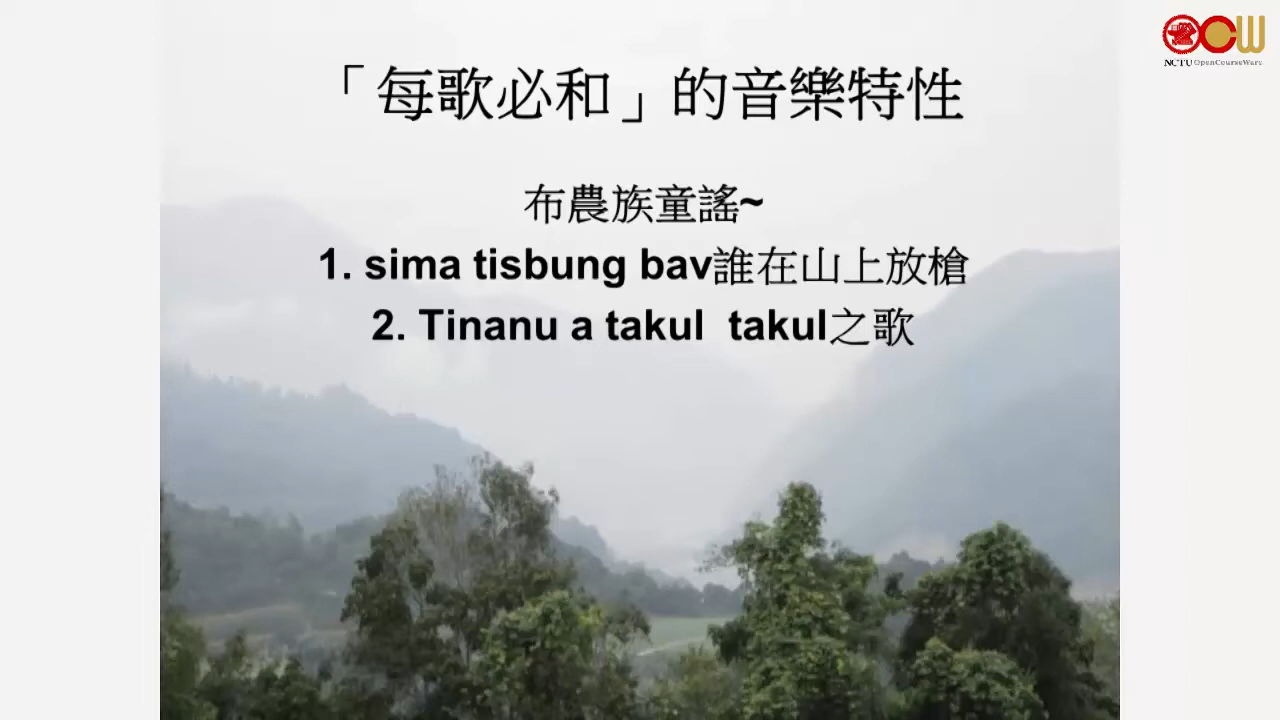 NCTU OpenCourseWare
「每歌必和」的音樂特性
布農族童謠~
1. sima tisbung bav誰在山上放槍
2. Tinanu a takul takul之歌